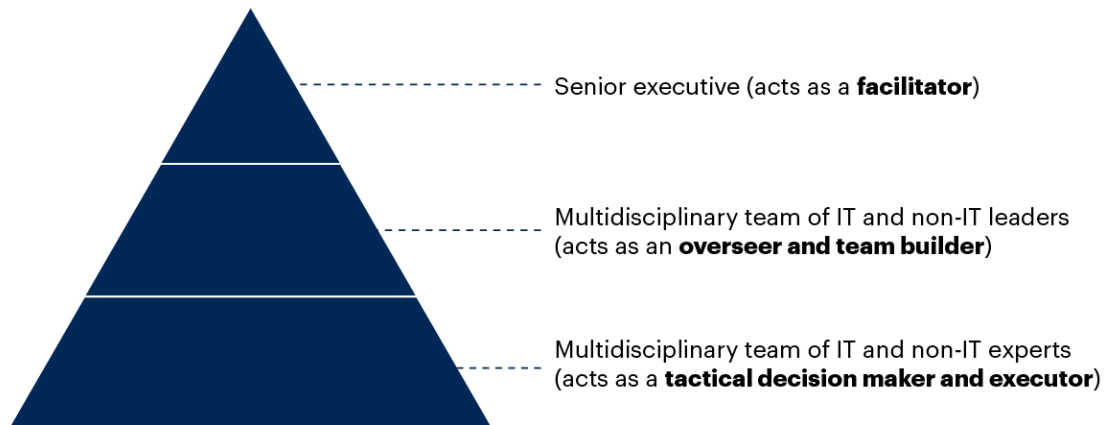 Senior executive (acts as a facilitator)
Multidisciplinary team of IT and non-IT leaders
(acts as an overseer and team builder)
Multidisciplinary team of IT and non-IT experts
(acts as a tactical decision maker and executor)